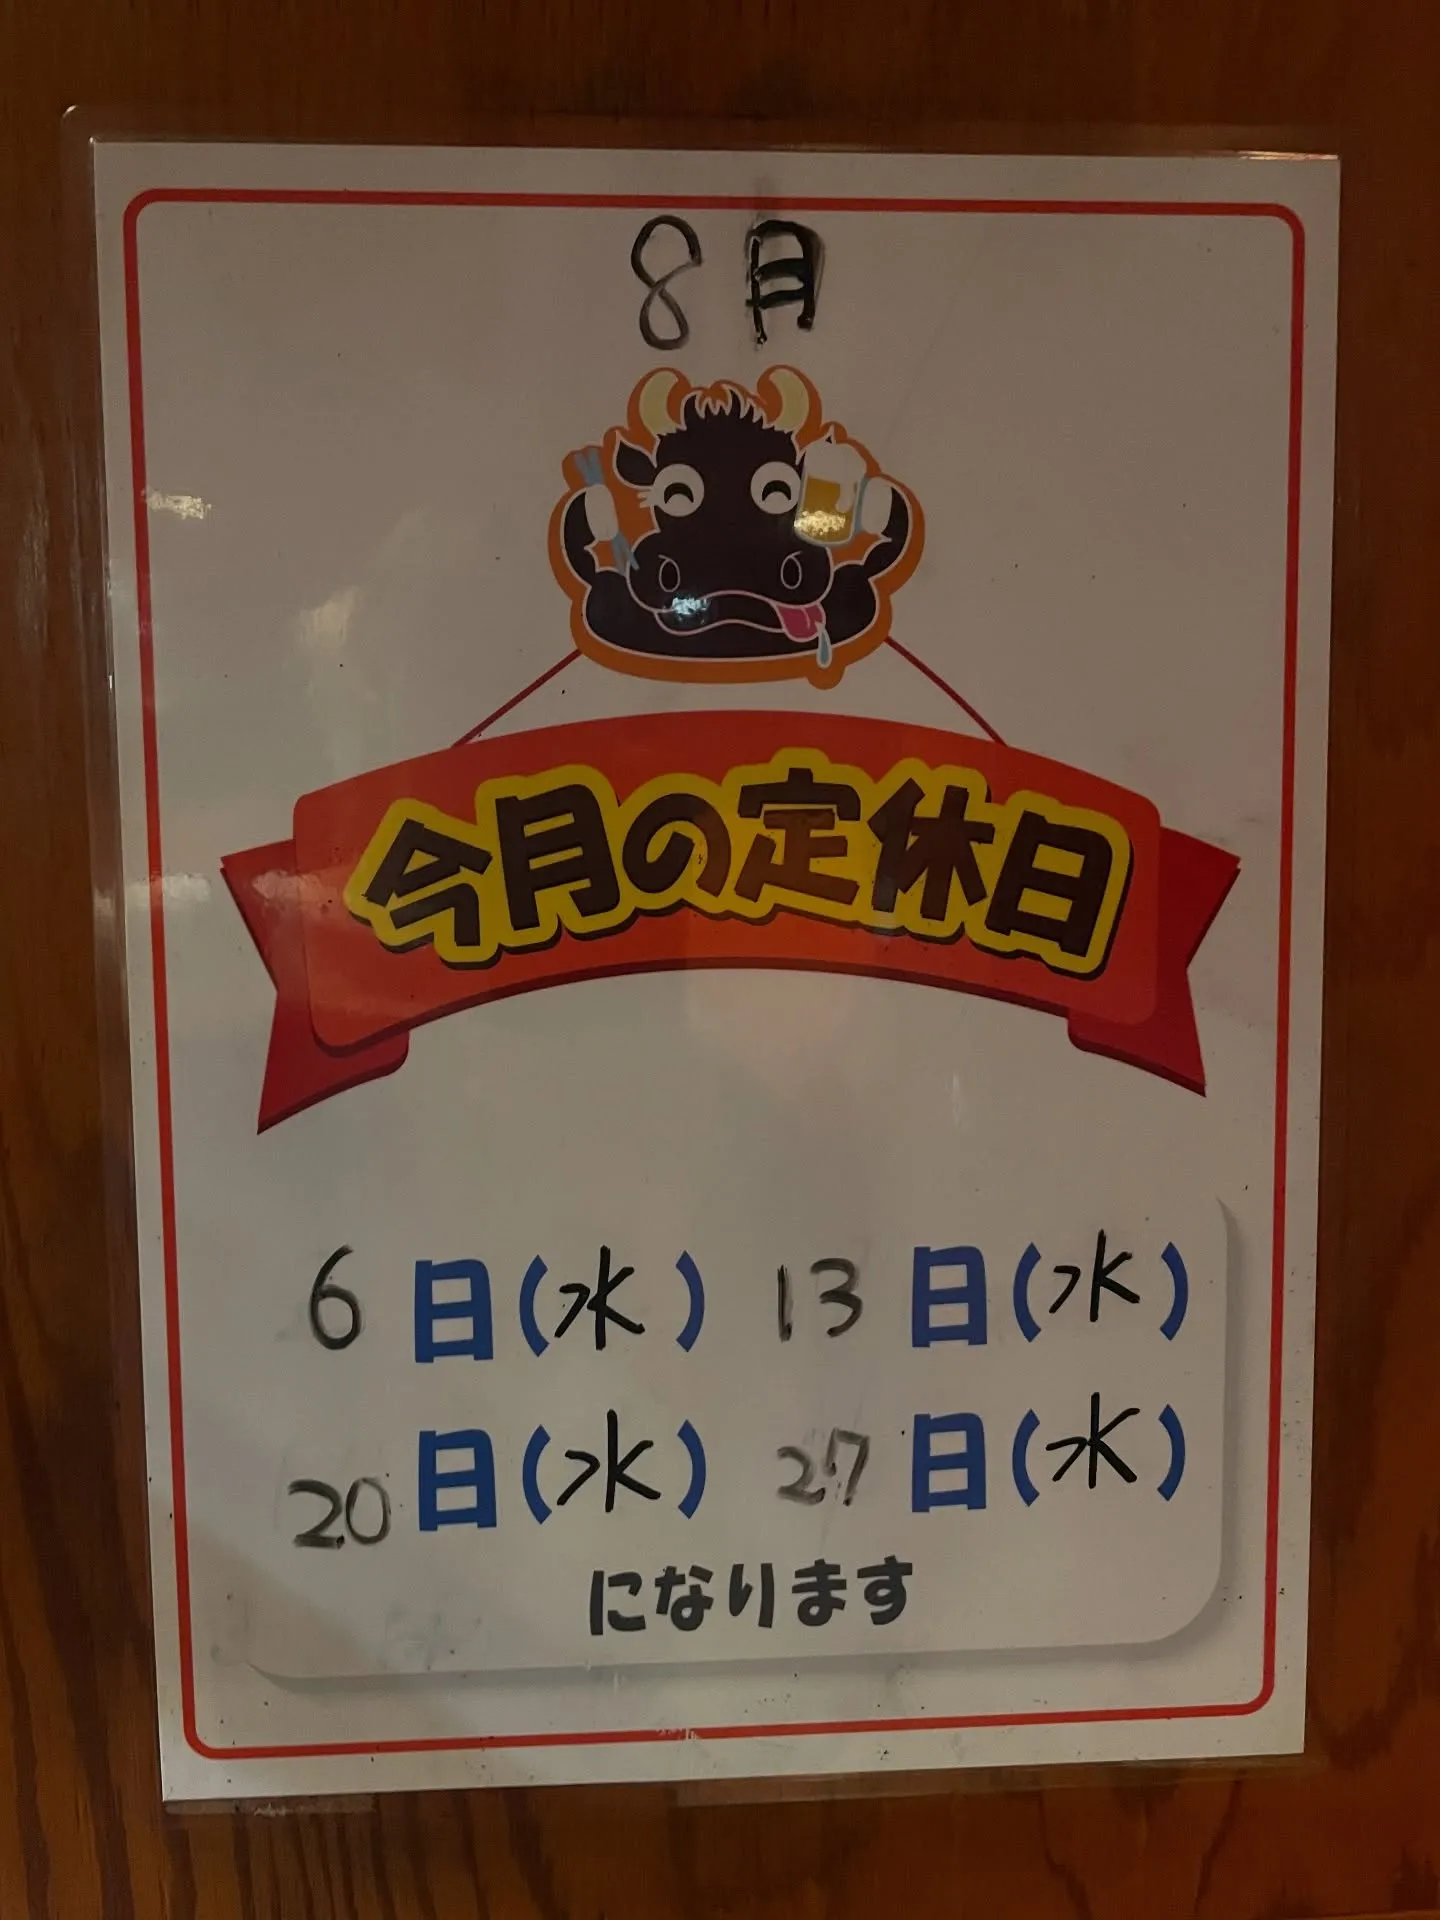 8月
今月の定休日
6日(水) 13日(水)
20日(水) 27日(水)
になります